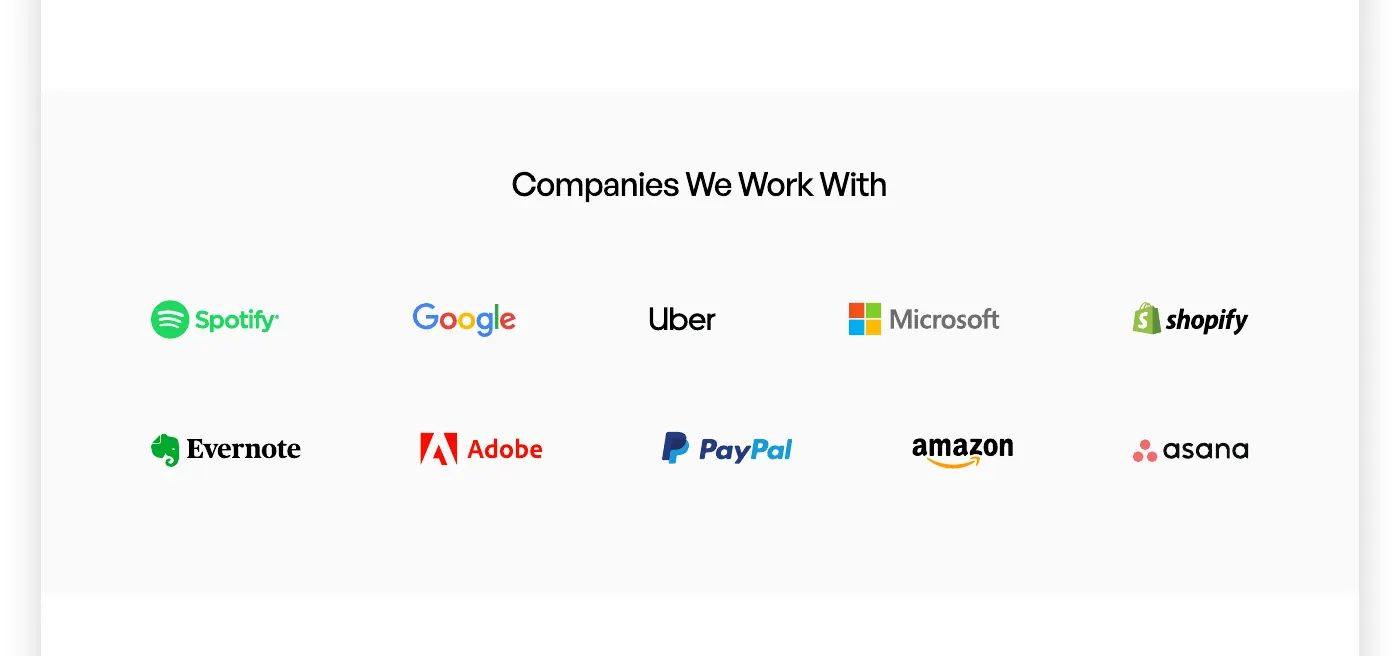 Companies We Work With
Spotify Google Uber Microsoft shopify
Evernote Adobe PayPal amazon asana